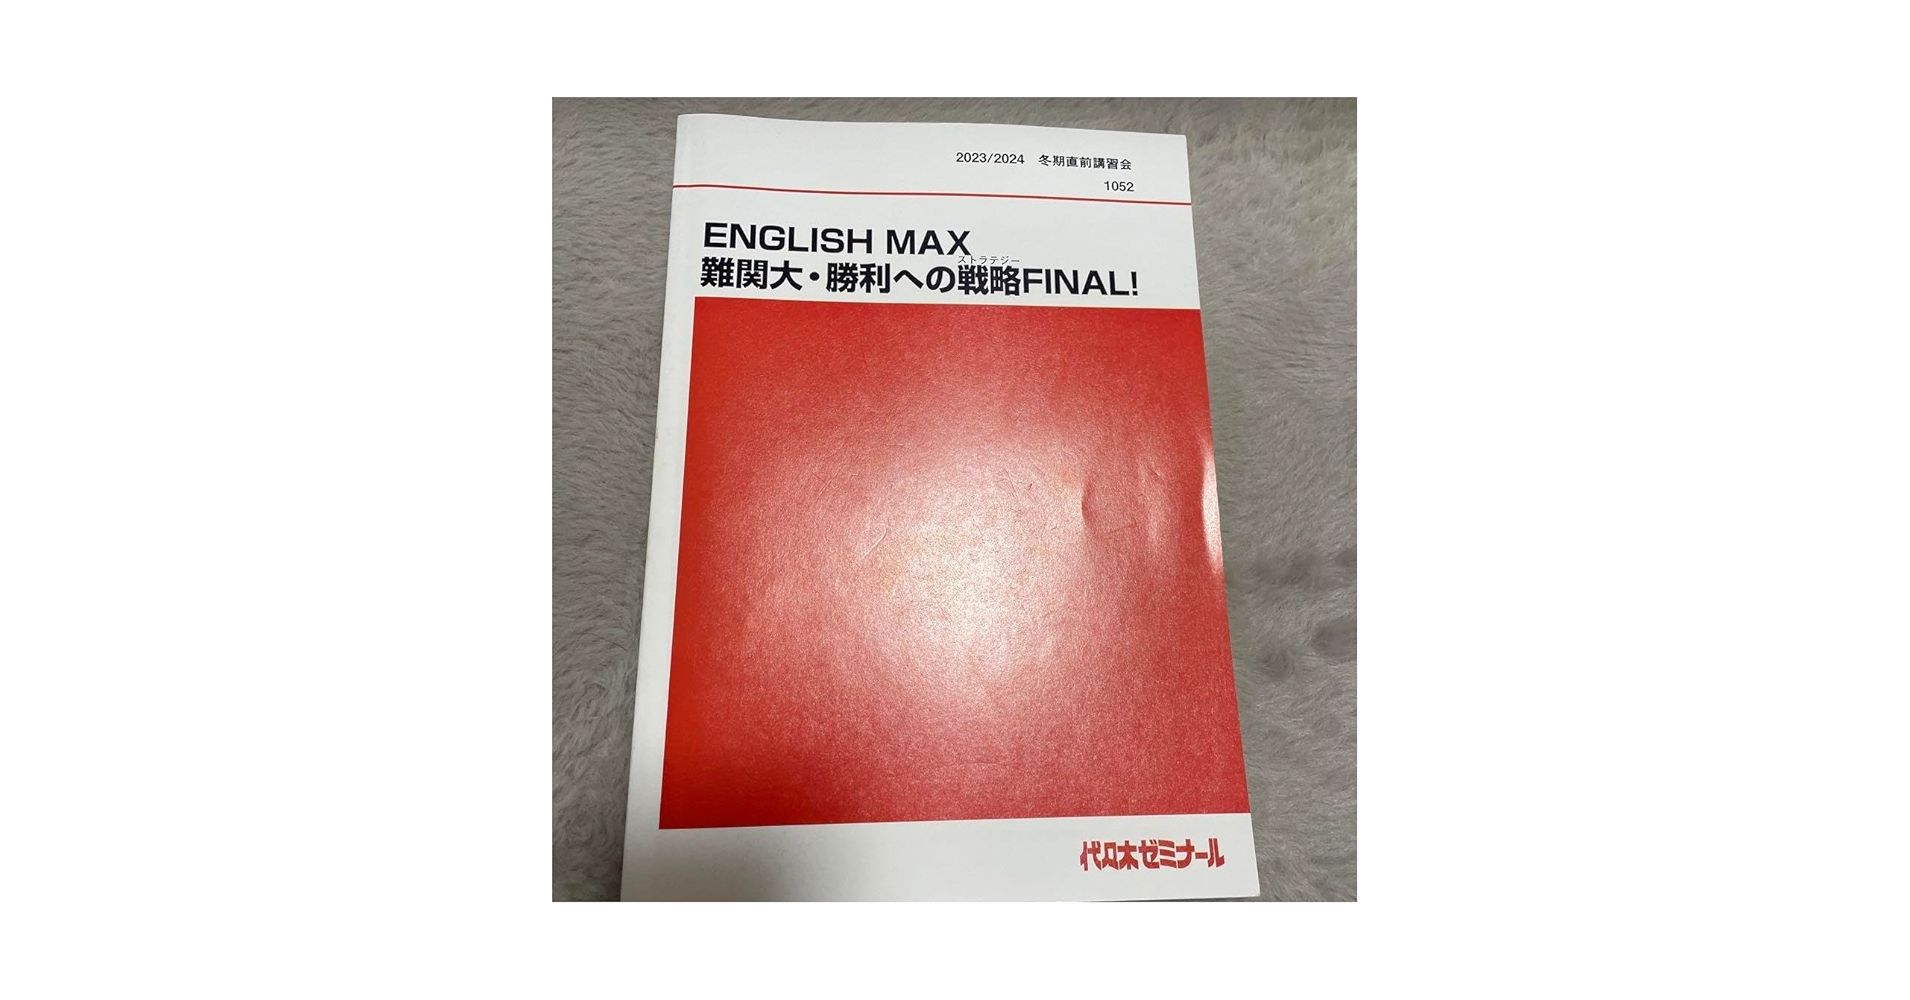 2023/2024 冬期直前講習会
1052
ENGLISH MAX
ストラテジー
難関大・勝利への戦略FINAL!
代々木ゼミナール